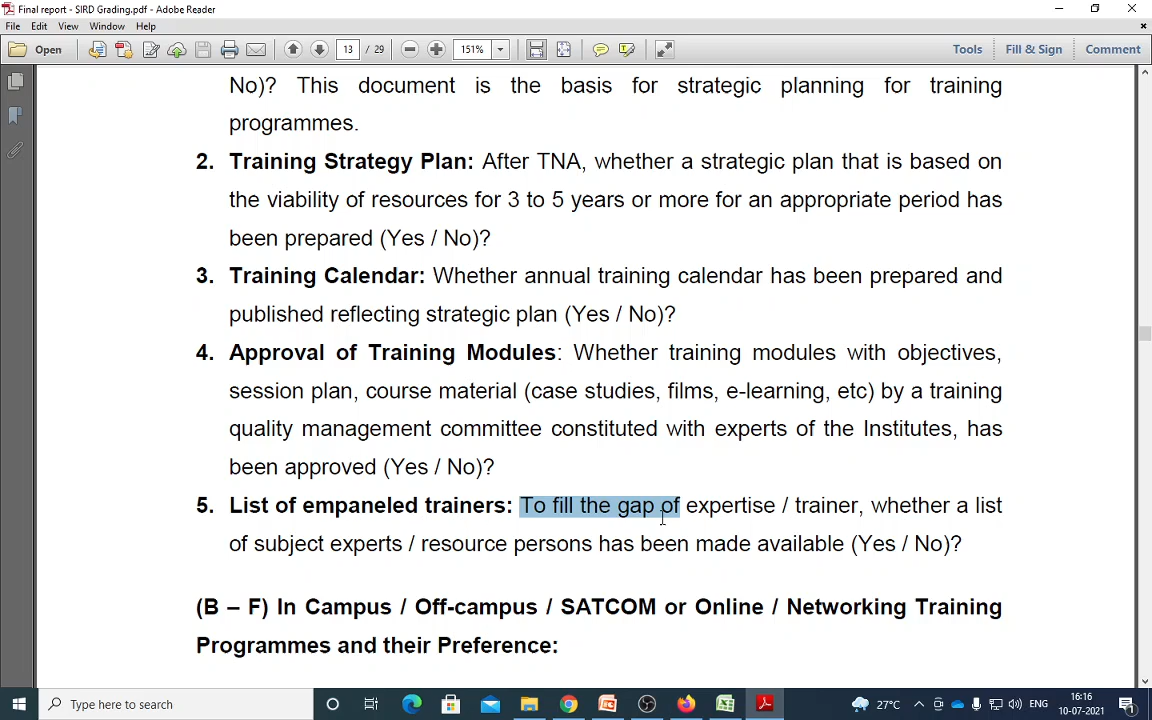 Final report - SIRD Grading.pdf - Adobe Reader
File Edit View Window Help
Open 13 / 29 151% Tools Fill & Sign Comment
No)? This document is the basis for strategic planning for training
programmes.
2. Training Strategy Plan: After TNA, whether a strategic plan that is based on
the viability of resources for 3 to 5 years or more for an appropriate period has
been prepared (Yes / No)?
3. Training Calendar: Whether annual training calendar has been prepared and
published reflecting strategic plan (Yes / No)?
4. Approval of Training Modules: Whether training modules with objectives,
session plan, course material (case studies, films, e-learning, etc) by a training
quality management committee constituted with experts of the Institutes, has
been approved (Yes / No)?
5. List of empaneled trainers: To fill the gap of expertise / trainer, whether a list
of subject experts / resource persons has been made available (Yes / No)?
(B – F) In Campus / Off-campus / SATCOM or Online / Networking Training
Programmes and their Preference:
Type here to search
27°C ENG
16:16
10-07-2021
1